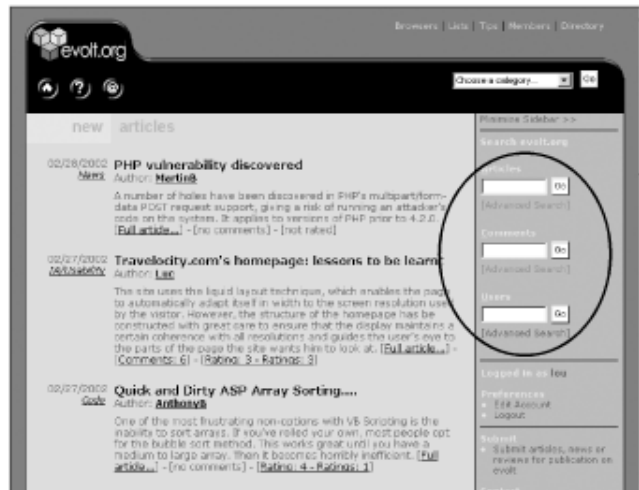 evolt.org
Browsers | Lists | Tips | Members | Directory
Choose a category... Go
new articles
02/28/2002 PHP vulnerability discovered
News Author: MartinB
A number of holes have been discovered in PHP's multipart/form-
data POST request support, giving a risk of running an attacker's
code on the system. It applies to versions of PHP prior to 4.2.0.
[Full article...] - [no comments] - [not rated]
02/27/2002 Travelocity.com's homepage: lessons to be learnt
IA/Usability Author: Luc
The site uses the liquid layout technique, which enables the page
to automatically adapt itself in width to the screen resolution used
by the visitor. However, the structure of the homepage has be
constructed with great care to ensure that the display maintains a
certain coherence with all resolutions and guides the user's eye to
the parts of the page the site wants him to look at. [Full article...] -
[Comments: 6] - [Rating: 3 - Ratings: 3]
02/27/2002 Quick and Dirty ASP Array Sorting....
Code Author: AnthonyB
One of the most frustrating non-options with VB Scripting is the
inability to sort arrays. If you've rolled your own, most people opt
for the bubble sort method. This works great until you have a
medium to large array. Then it becomes horribly inefficient. [Full
article...] - [no comments] - [Rating: 4 - Ratings: 1]
Minimize Sidebar >>
Search evolt.org
Articles
Go
[Advanced Search]
Comments
Go
[Advanced Search]
Users
Go
[Advanced Search]
Logged in as lou
Preferences
Edit Account
Logout
Submit
Submit articles, news or
reviews for publication on
evolt